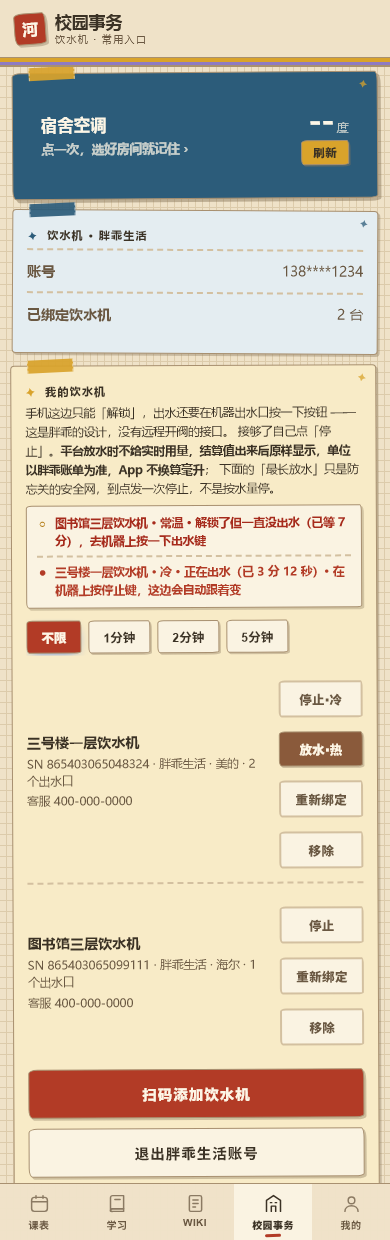 河
校园事务
饮水机 · 常用入口
宿舍空调
点一次，选好房间就记住 ›
-- 度
刷新
饮水机 • 胖乖生活
账号 138****1234
已绑定饮水机 2 台
我的饮水机
手机这边只能「解锁」，出水还要在机器出水口按一下按钮 ——
这是胖乖的设计，没有远程开阀的接口。 接够了自己点「停
止」。平台放水时不给实时用量，结算值出来后原样显示，单位
以胖乖账单为准，App 不换算毫升； 下面的「最长放水」只是防
忘关的安全网，到点发一次停止，不是按水量停。
图书馆三层饮水机 • 常温 • 解锁了但一直没出水（已等 7
分），去机器上按一下出水键
三号楼一层饮水机 • 冷 • 正在出水（已 3 分 12 秒）• 在
机器上按停止键，这边会自动跟着变
不限 1分钟 2分钟 5分钟
停止·冷
三号楼一层饮水机
放水·热
SN 865403065048324 · 胖乖生活 · 美的 · 2
个出水口
客服 400-000-0000
重新绑定
移除
停止
图书馆三层饮水机
SN 865403065099111 · 胖乖生活 · 海尔 · 1
个出水口
重新绑定
客服 400-000-0000
移除
扫码添加饮水机
退出胖乖生活账号
课表 学习 WIKI 校园事务 我的